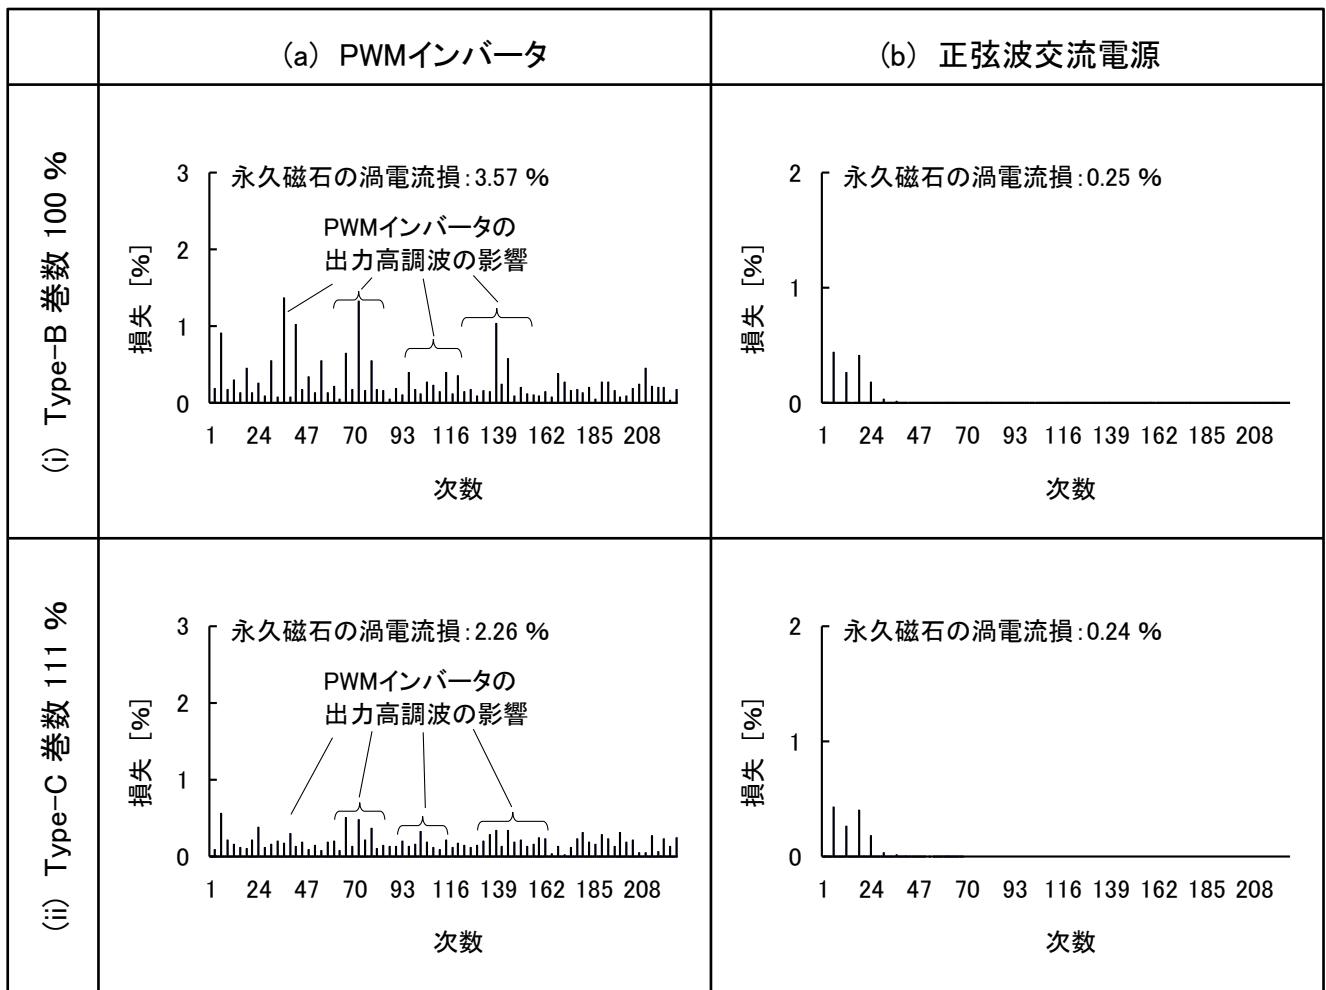 (a) PWMインバータ
(b) 正弦波交流電源
(i) Type-B 巻数 100 %
3
永久磁石の渦電流損:3.57 %
PWMインバータの
出力高調波の影響
2
1
0
損失 [%]
1 24 47 70 93 116 139 162 185 208
次数
2
永久磁石の渦電流損:0.25 %
1
0
損失 [%]
1 24 47 70 93 116 139 162 185 208
次数
(ii) Type-C 巻数 111 %
3
永久磁石の渦電流損:2.26 %
PWMインバータの
出力高調波の影響
2
1
0
損失 [%]
1 24 47 70 93 116 139 162 185 208
次数
2
永久磁石の渦電流損:0.24 %
1
0
損失 [%]
1 24 47 70 93 116 139 162 185 208
次数